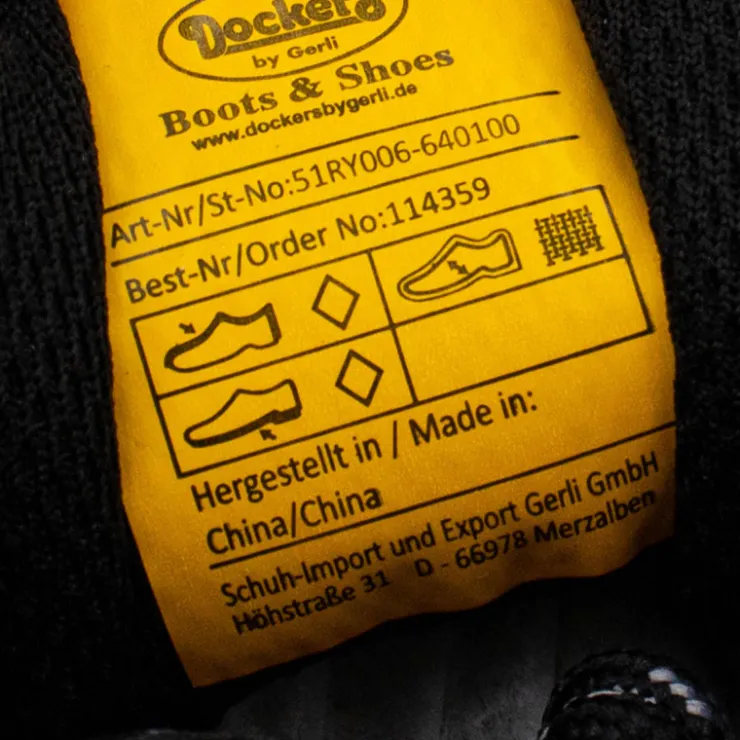 Dockers
by Gerli
Boots & Shoes
www.dockersbygerli.de
Art-Nr/St-No:51RY006-640100
Best-Nr/Order No:114359
Hergestellt in / Made in:
China/China
Schuh-Import und Export Gerli GmbH
Höhstraße 31 D - 66978 Merzalben